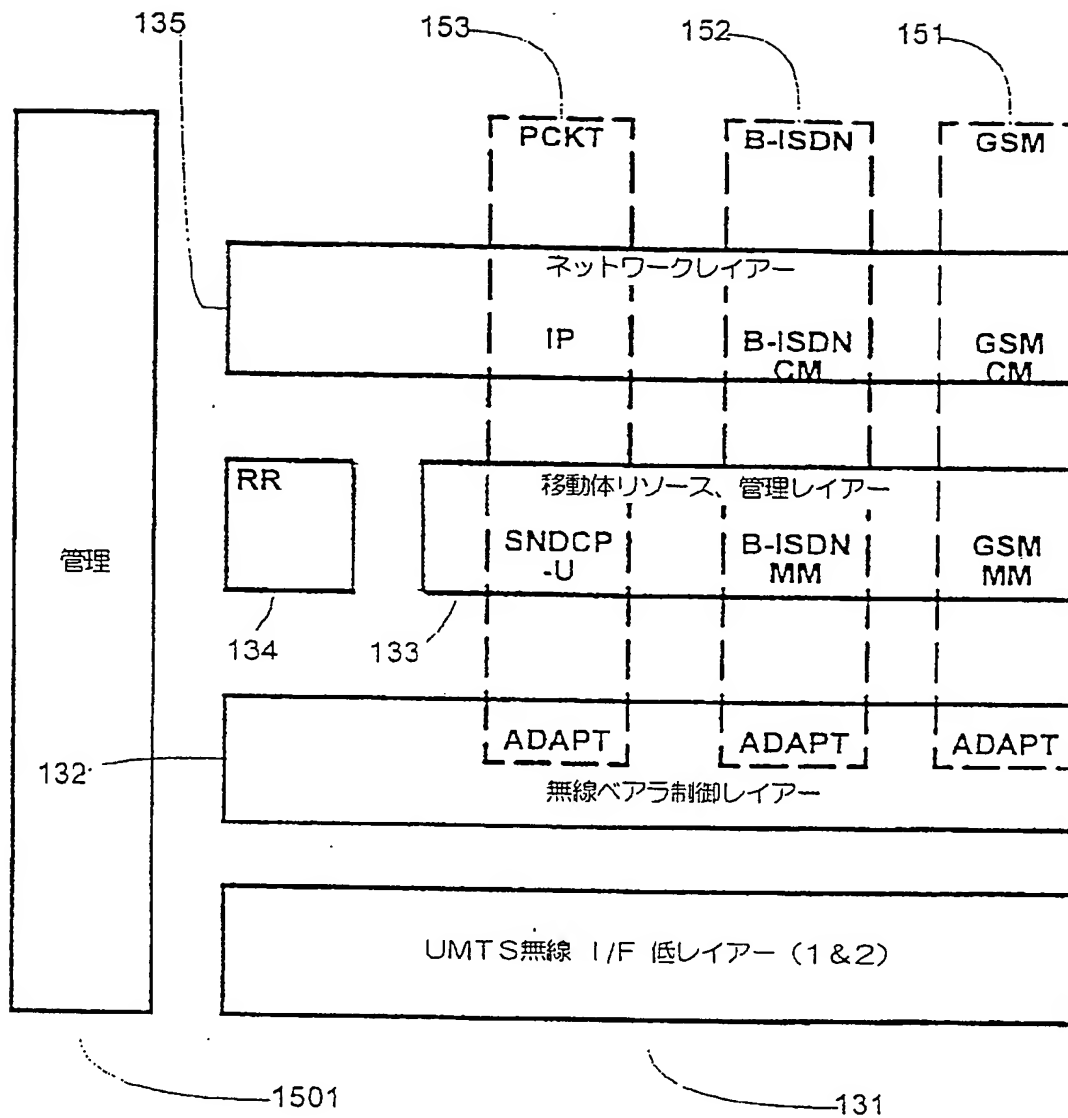 135
153
152
151
PCKT
B-ISDN
GSM
ネットワークレイアー
IP
B-ISDN
CM
GSM
CM
RR
移動体リソース、管理レイアー
管理
SNDCP
-U
B-ISDN
MM
GSM
MM
134
133
132
ADAPT
ADAPT
ADAPT
無線ベアラ制御レイアー
UMTS無線 I/F 低レイアー（1＆2）
1501
131